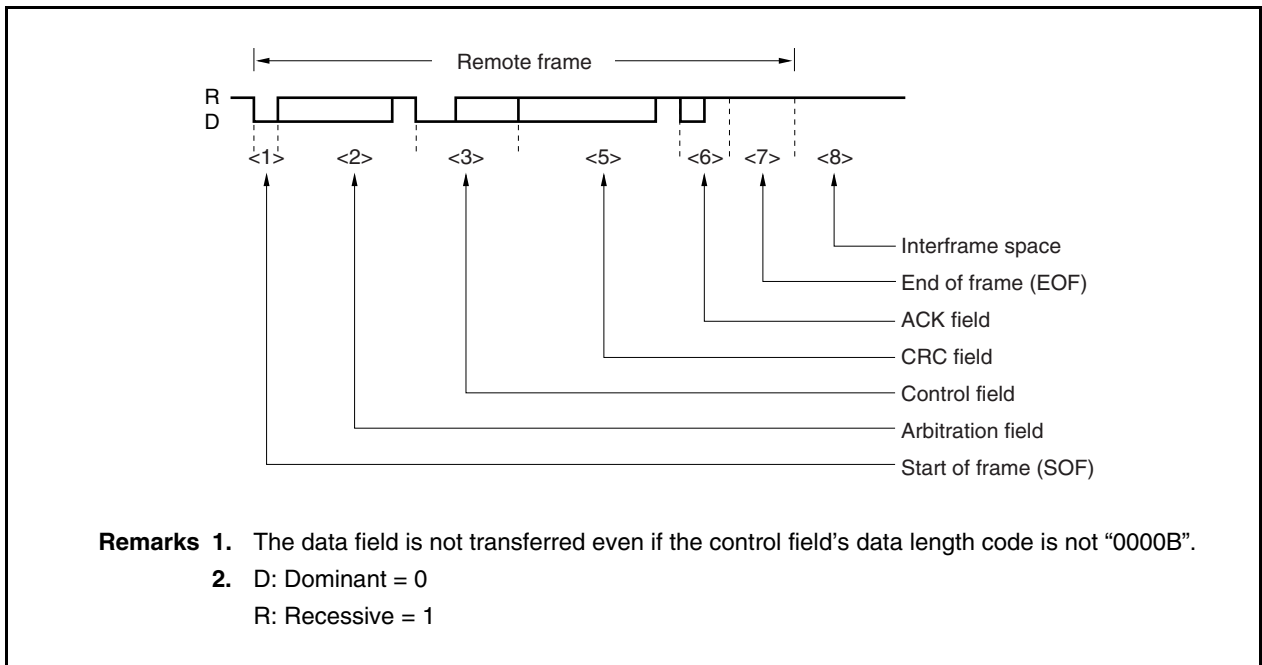 Remote frame
R
D
<1> <2> <3> <5> <6> <7> <8>
Interframe space
End of frame (EOF)
ACK field
CRC field
Control field
Arbitration field
Start of frame (SOF)
Remarks 1. The data field is not transferred even if the control field’s data length code is not “0000B”.
2. D: Dominant = 0
R: Recessive = 1